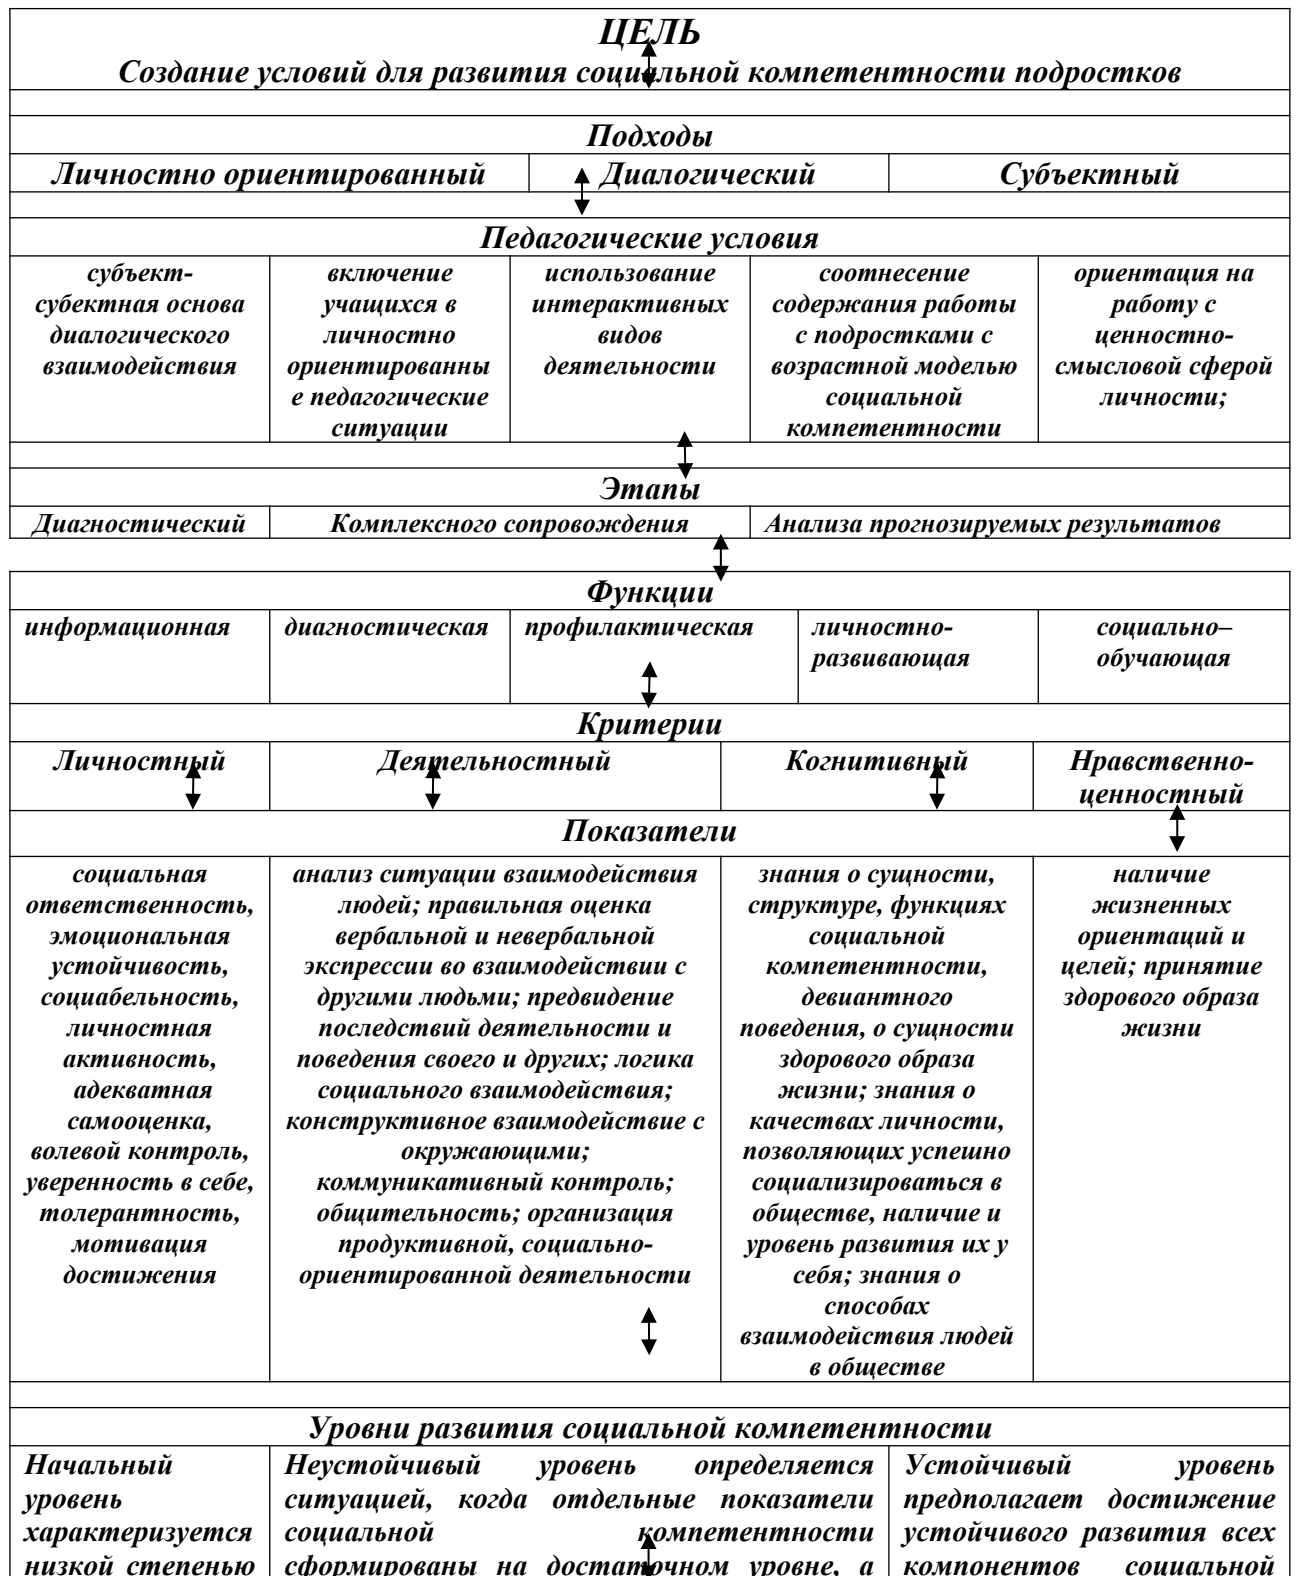 ЦЕЛЬ
Создание условий для развития социальной компетентности подростков
Подходы
Личностно ориентированный
Диалогический
Субъектный
Педагогические условия
субъект-
субектная основа
диалогического
взаимодействия
включение
учащихся в
личностно
ориентированны
е педагогические
ситуации
использование
интерактивных
видов
деятельности
соотнесение
содержания работы
с подростками с
возрастной моделью
социальной
компетентности
ориентация на
работу с
ценностно-
смысловой сферой
личности;
Этапы
Диагностический
Комплексного сопровождения
Анализа прогнозируемых результатов
Функции
информационная
диагностическая
профилактическая
личностно-
развивающая
социально–
обучающая
Критерии
Личностный
Деятельностный
Когнитивный
Нравственно-
ценностный
Показатели
социальная
ответственность,
эмоциональная
устойчивость,
социабельность,
личностная
активность,
адекватная
самооценка,
волевой контроль,
уверенность в себе,
толерантность,
мотивация
достижения
анализ ситуации взаимодействия
людей; правильная оценка
вербальной и невербальной
экспрессии во взаимодействии с
другими людьми; предвидение
последствий деятельности и
поведения своего и других; логика
социального взаимодействия;
конструктивное взаимодействие с
окружающими;
коммуникативный контроль;
общительность; организация
продуктивной, социально-
ориентированной деятельности
знания о сущности,
структуре, функциях
социальной
компетентности,
девиантного
поведения, о сущности
здорового образа
жизни; знания о
качествах личности,
позволяющих успешно
социализироваться в
обществе, наличие и
уровень развития их у
себя; знания о
способах
взаимодействия людей
в обществе
наличие
жизненных
ориентаций и
целей; принятие
здорового образа
жизни
Уровни развития социальной компетентности
Начальный
уровень
характеризуется
низкой степенью
Неустойчивый уровень определяется
ситуацией, когда отдельные показатели
социальной компетентности
сформированы на достаточном уровне, а
Устойчивый уровень
предполагает достижение
устойчивого развития всех
компонентов социальной